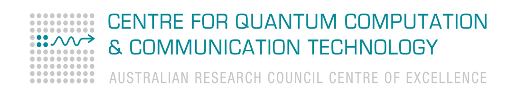 CENTRE FOR QUANTUM COMPUTATION
& COMMUNICATION TECHNOLOGY
AUSTRALIAN RESEARCH COUNCIL CENTRE OF EXCELLENCE